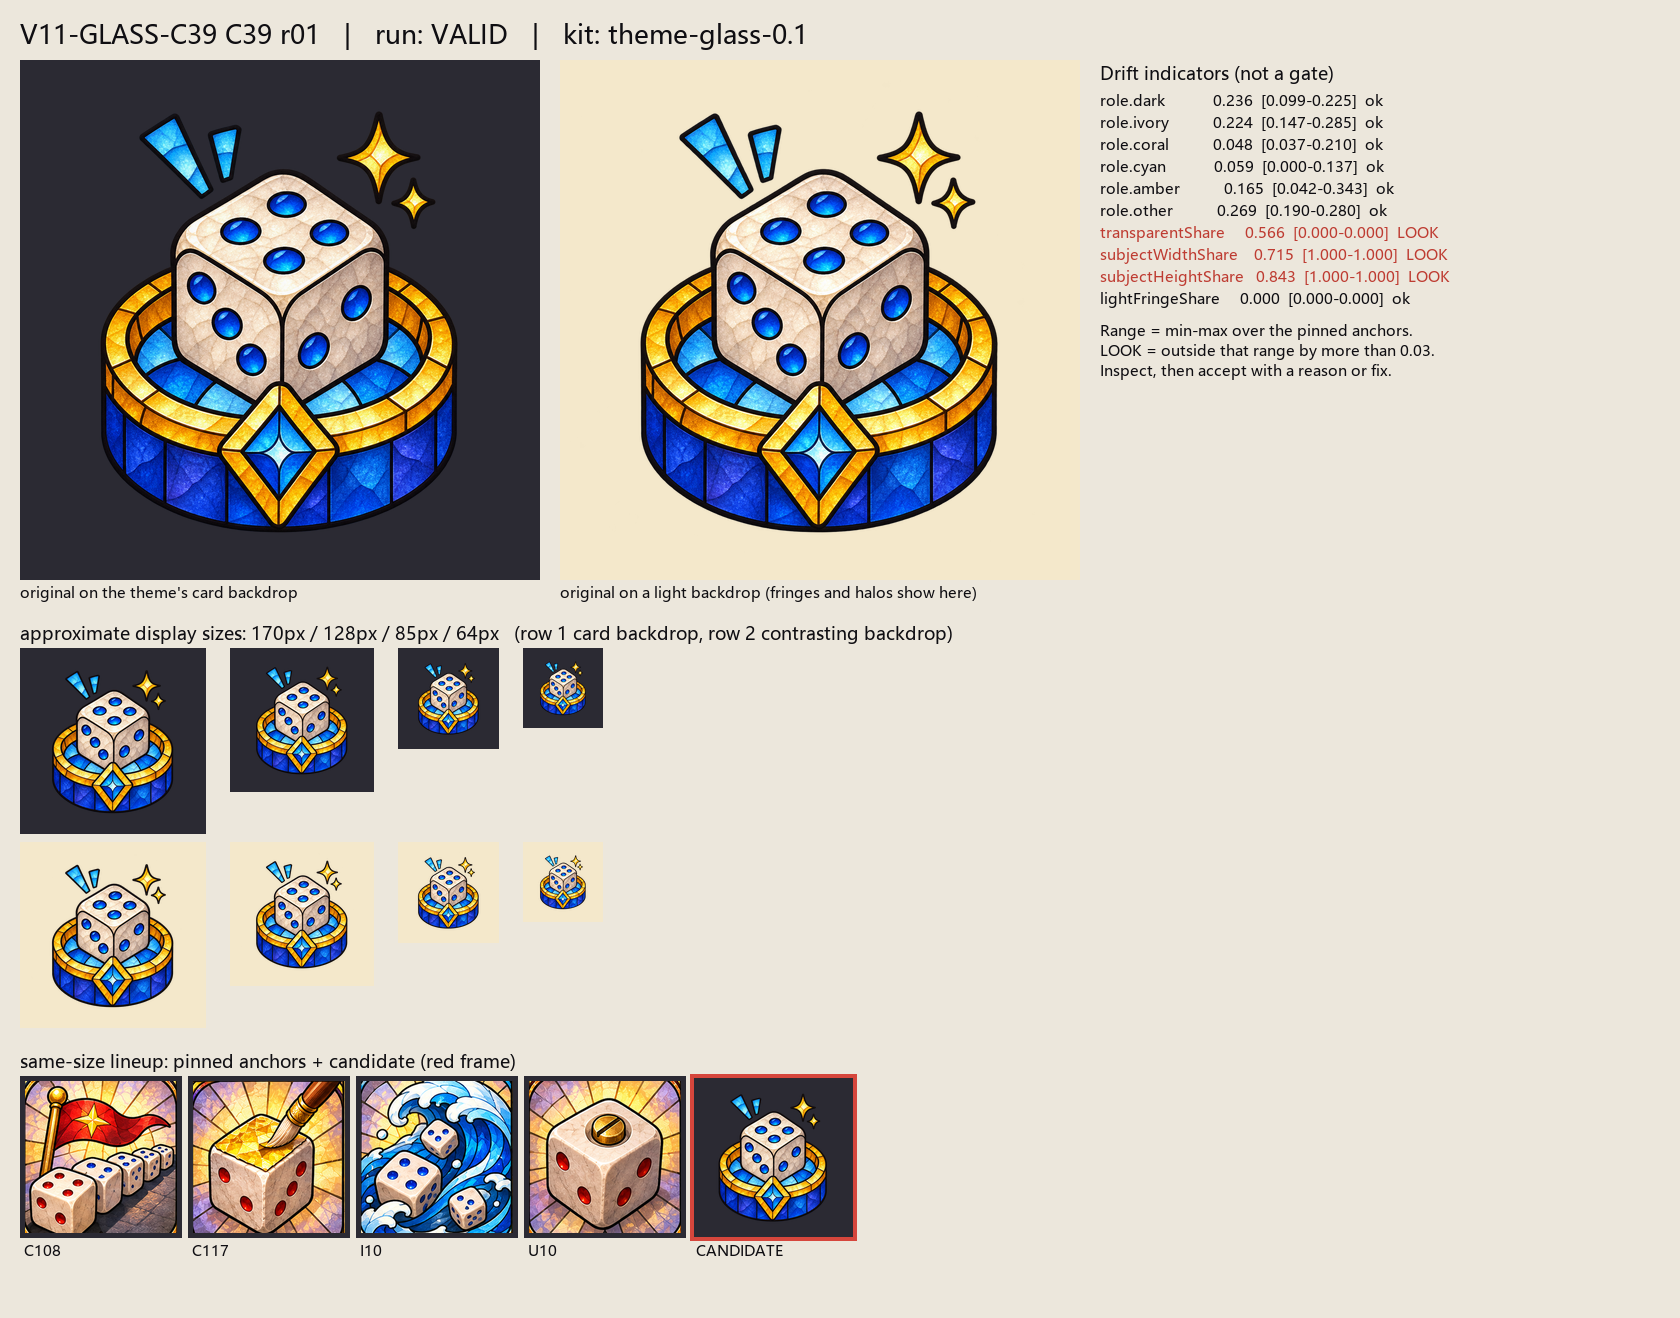 V11-GLASS-C39 C39 r01   |   run: VALID   |   kit: theme-glass-0.1
Drift indicators (not a gate)
role.dark 0.236 [0.099-0.225] ok
role.ivory 0.224 [0.147-0.285] ok
role.coral 0.048 [0.037-0.210] ok
role.cyan 0.059 [0.000-0.137] ok
role.amber 0.165 [0.042-0.343] ok
role.other 0.269 [0.190-0.280] ok
transparentShare 0.566 [0.000-0.000] LOOK
subjectWidthShare 0.715 [1.000-1.000] LOOK
subjectHeightShare 0.843 [1.000-1.000] LOOK
lightFringeShare 0.000 [0.000-0.000] ok
Range = min-max over the pinned anchors.
LOOK = outside that range by more than 0.03.
Inspect, then accept with a reason or fix.
original on the theme's card backdrop
original on a light backdrop (fringes and halos show here)
approximate display sizes: 170px / 128px / 85px / 64px   (row 1 card backdrop, row 2 contrasting backdrop)
same-size lineup: pinned anchors + candidate (red frame)
C108
C117
I10
U10
CANDIDATE